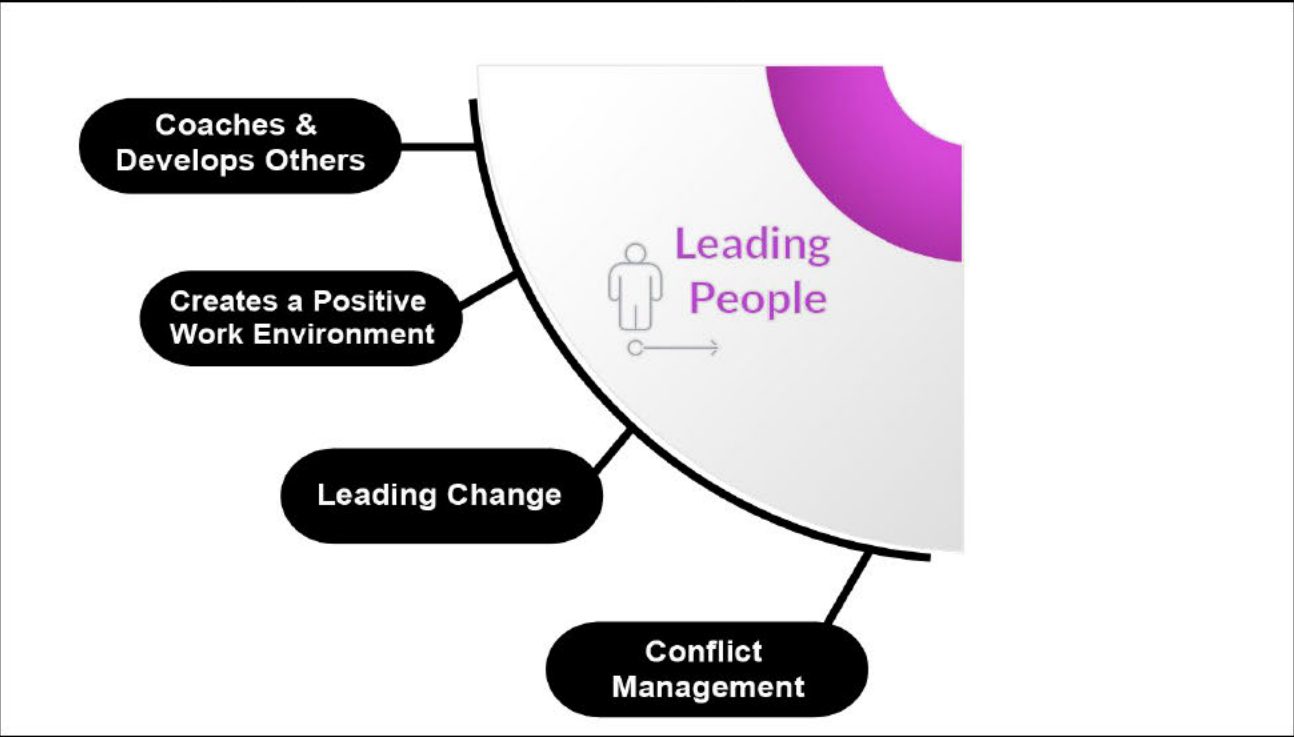 Coaches &
Develops Others
Leading
People
Creates a Positive
Work Environment
Leading Change
Conflict
Management